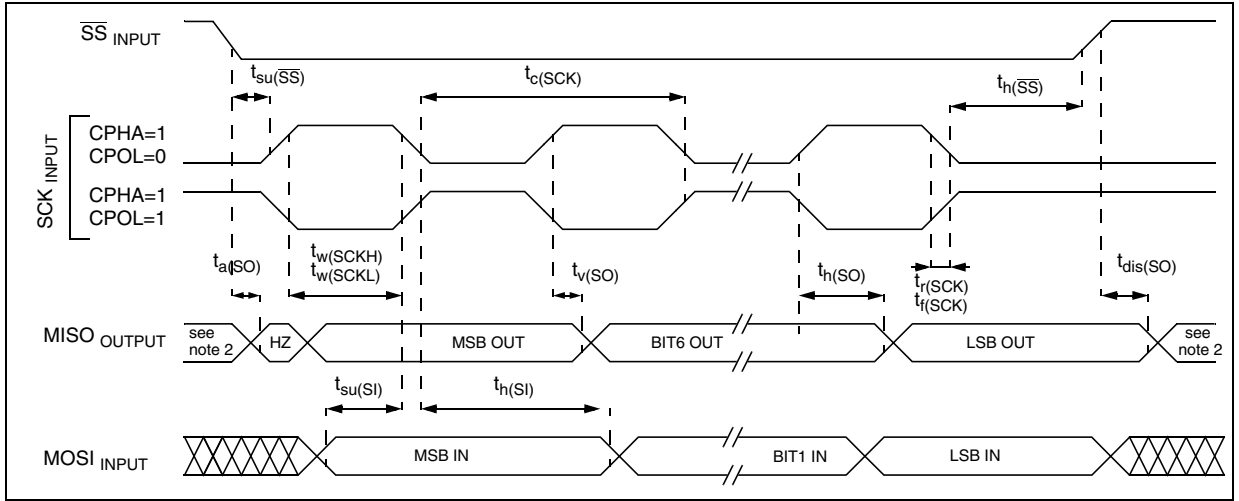 SS INPUT
tsu(SS)
tc(SCK)
th(SS)
SCK INPUT
CPHA=1
CPOL=0
CPHA=1
CPOL=1
ta(SO)
tw(SCKH)
tw(SCKL)
tv(SO)
th(SO)
tr(SCK)
tf(SCK)
tdis(SO)
MISO OUTPUT
see
note 2
HZ
MSB OUT
BIT6 OUT
LSB OUT
see
note 2
tsu(SI)
th(SI)
MOSI INPUT
MSB IN
BIT1 IN
LSB IN